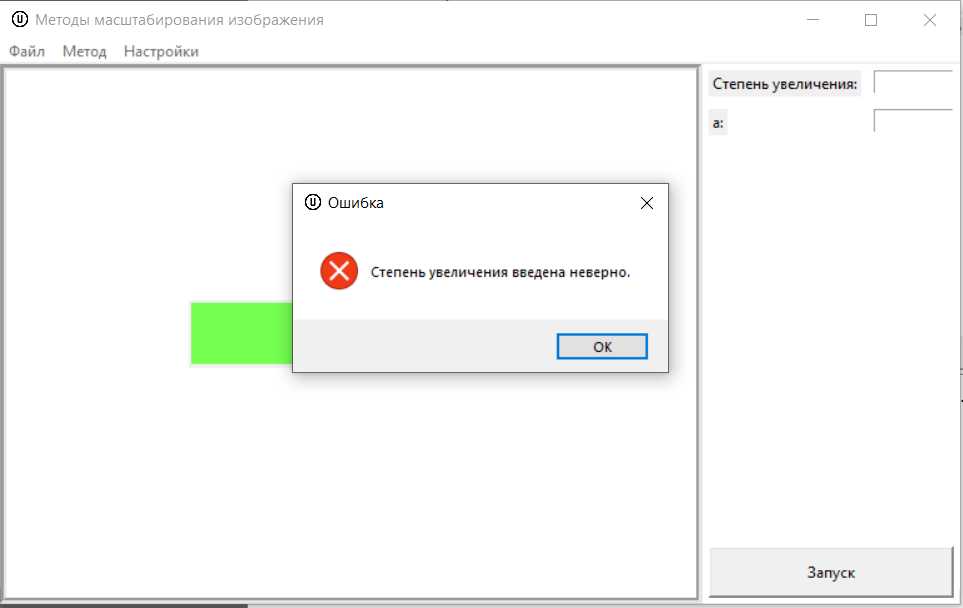 Методы масштабирования изображения
Файл Метод Настройки
Степень увеличения:
a:
Ошибка
Степень увеличения введена неверно.
OK
Запуск